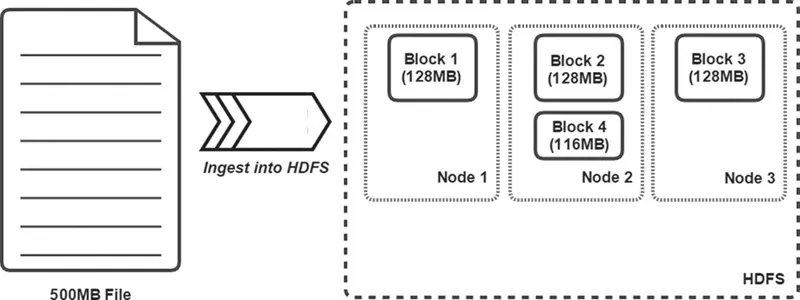 500MB File
Ingest into HDFS
Block 1
(128MB)
Node 1
Block 2
(128MB)
Block 4
(116MB)
Node 2
Block 3
(128MB)
Node 3
HDFS